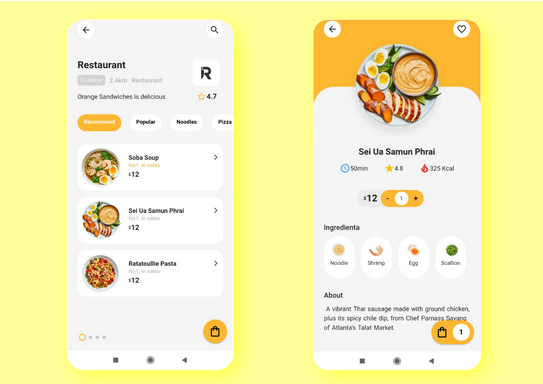 Restaurant
20-30min 2.4km Restaurant
Orange Sandwiches is delicious 4.7
R
Recommend Popular Noodles Pizza
Soba Soup
No1. In sales
$12
Sei Ua Samun Phrai
No1. In sales
$12
Ratatoullie Pasta
No1. In sales
$12
Sei Ua Samun Phrai
50min 4.8 325 Kcal
$12 - 1 +
Ingredienta
Noodle Shrimp Egg Scallion
About
A vibrant Thai sausage made with ground chicken,
plus its spicy chile dip, from Chef Parnass Savang
of Atlanta's Talat Market.
1